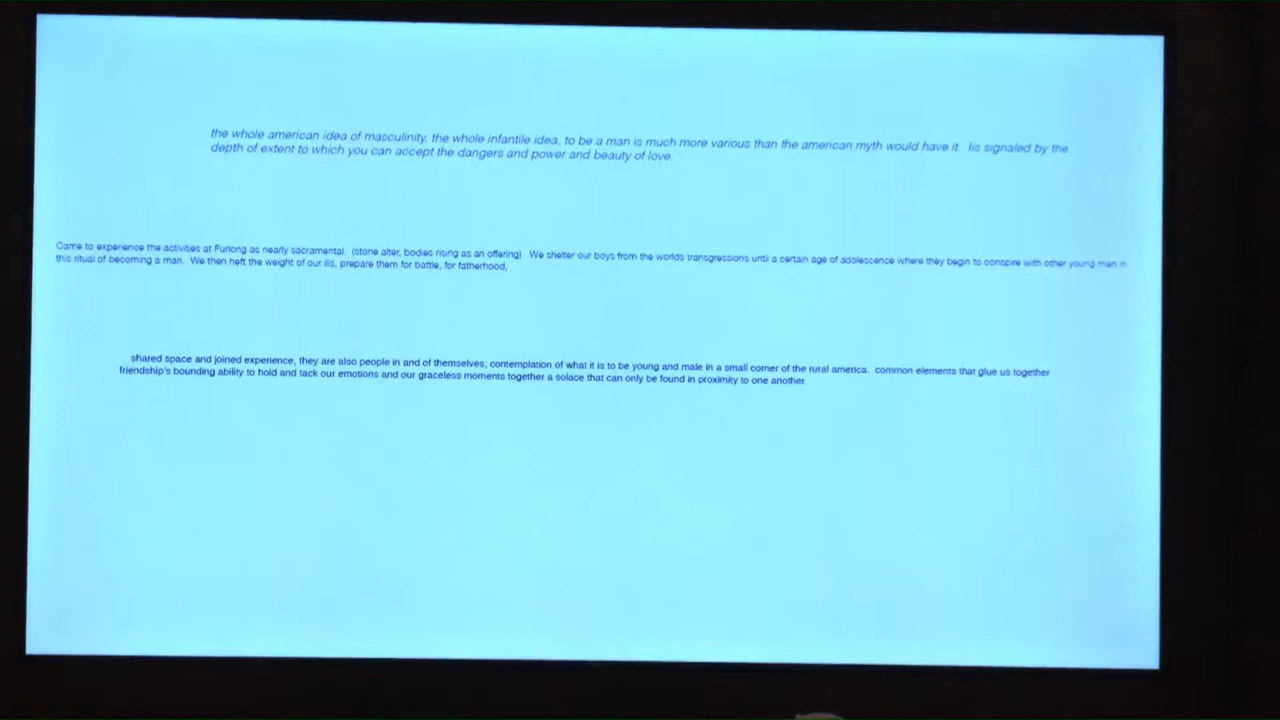 the whole american idea of masculinity, the whole infantile idea, to be a man is much more various than the american myth would have it. Iis signaled by the
depth of extent to which you can accept the dangers and power and beauty of love.
Came to experience the activities at Furlong as nearly sacramental. (stone alter, bodies rising as an offering) We shelter our boys from the worlds transgressions until a certain age of adolescence where they begin to conspire with other young men in
this ritual of becoming a man. We then heft the weight of our ills, prepare them for battle, for fatherhood,
shared space and joined experience, they are also people in and of themselves; contemplation of what it is to be young and male in a small corner of the rural america. common elements that glue us together
friendship's bounding ability to hold and tack our emotions and our graceless moments together a solace that can only be found in proximity to one another.